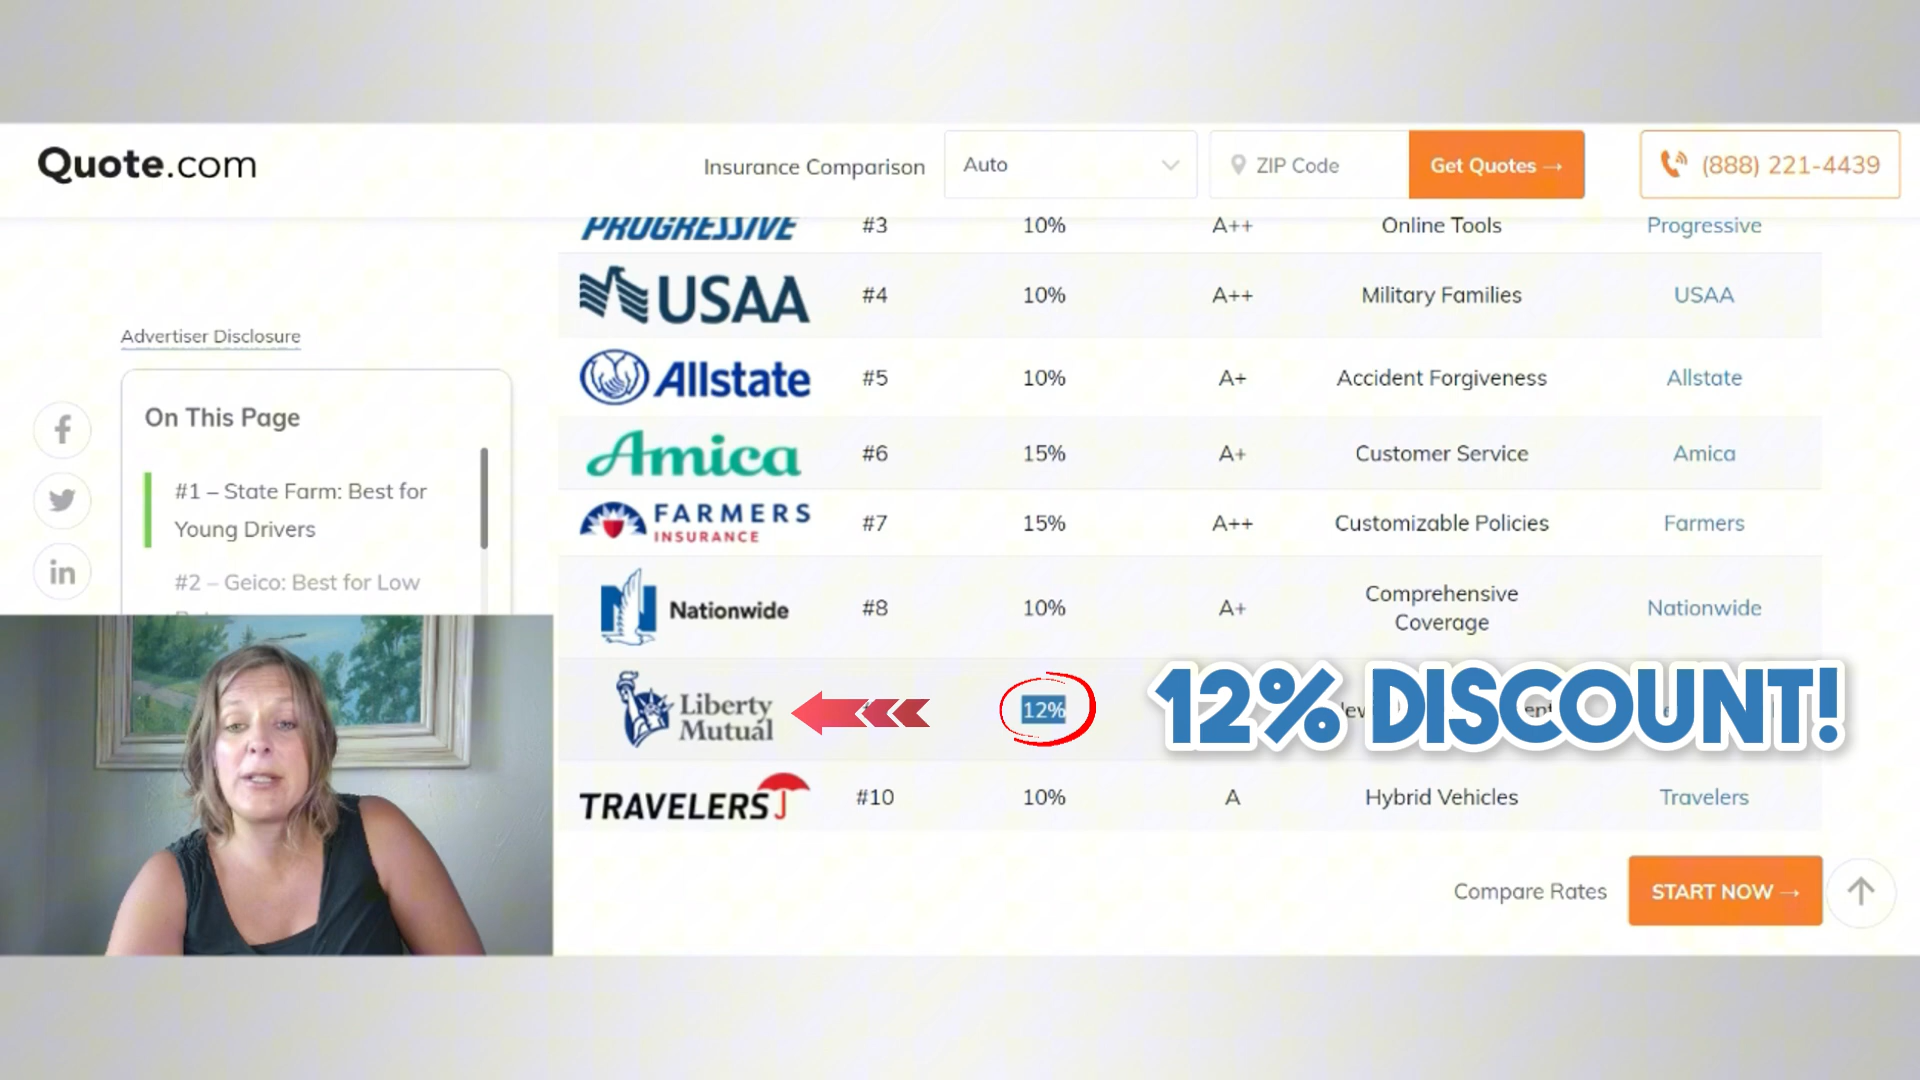 Quote.com
Insurance Comparison
Auto
ZIP Code
Get Quotes →
(888) 221-4439
PROGRESSIVE #3 10% A++ Online Tools Progressive
USAA #4 10% A++ Military Families USAA
Allstate #5 10% A+ Accident Forgiveness Allstate
Amica #6 15% A+ Customer Service Amica
FARMERS
INSURANCE
#7 15% A++ Customizable Policies Farmers
Nationwide #8 10% A+ Comprehensive
Coverage
Nationwide
Liberty
Mutual
12%
12% DISCOUNT!
TRAVELERS #10 10% A Hybrid Vehicles Travelers
Compare Rates
START NOW →
Advertiser Disclosure
On This Page
#1 – State Farm: Best for
Young Drivers
#2 – Geico: Best for Low